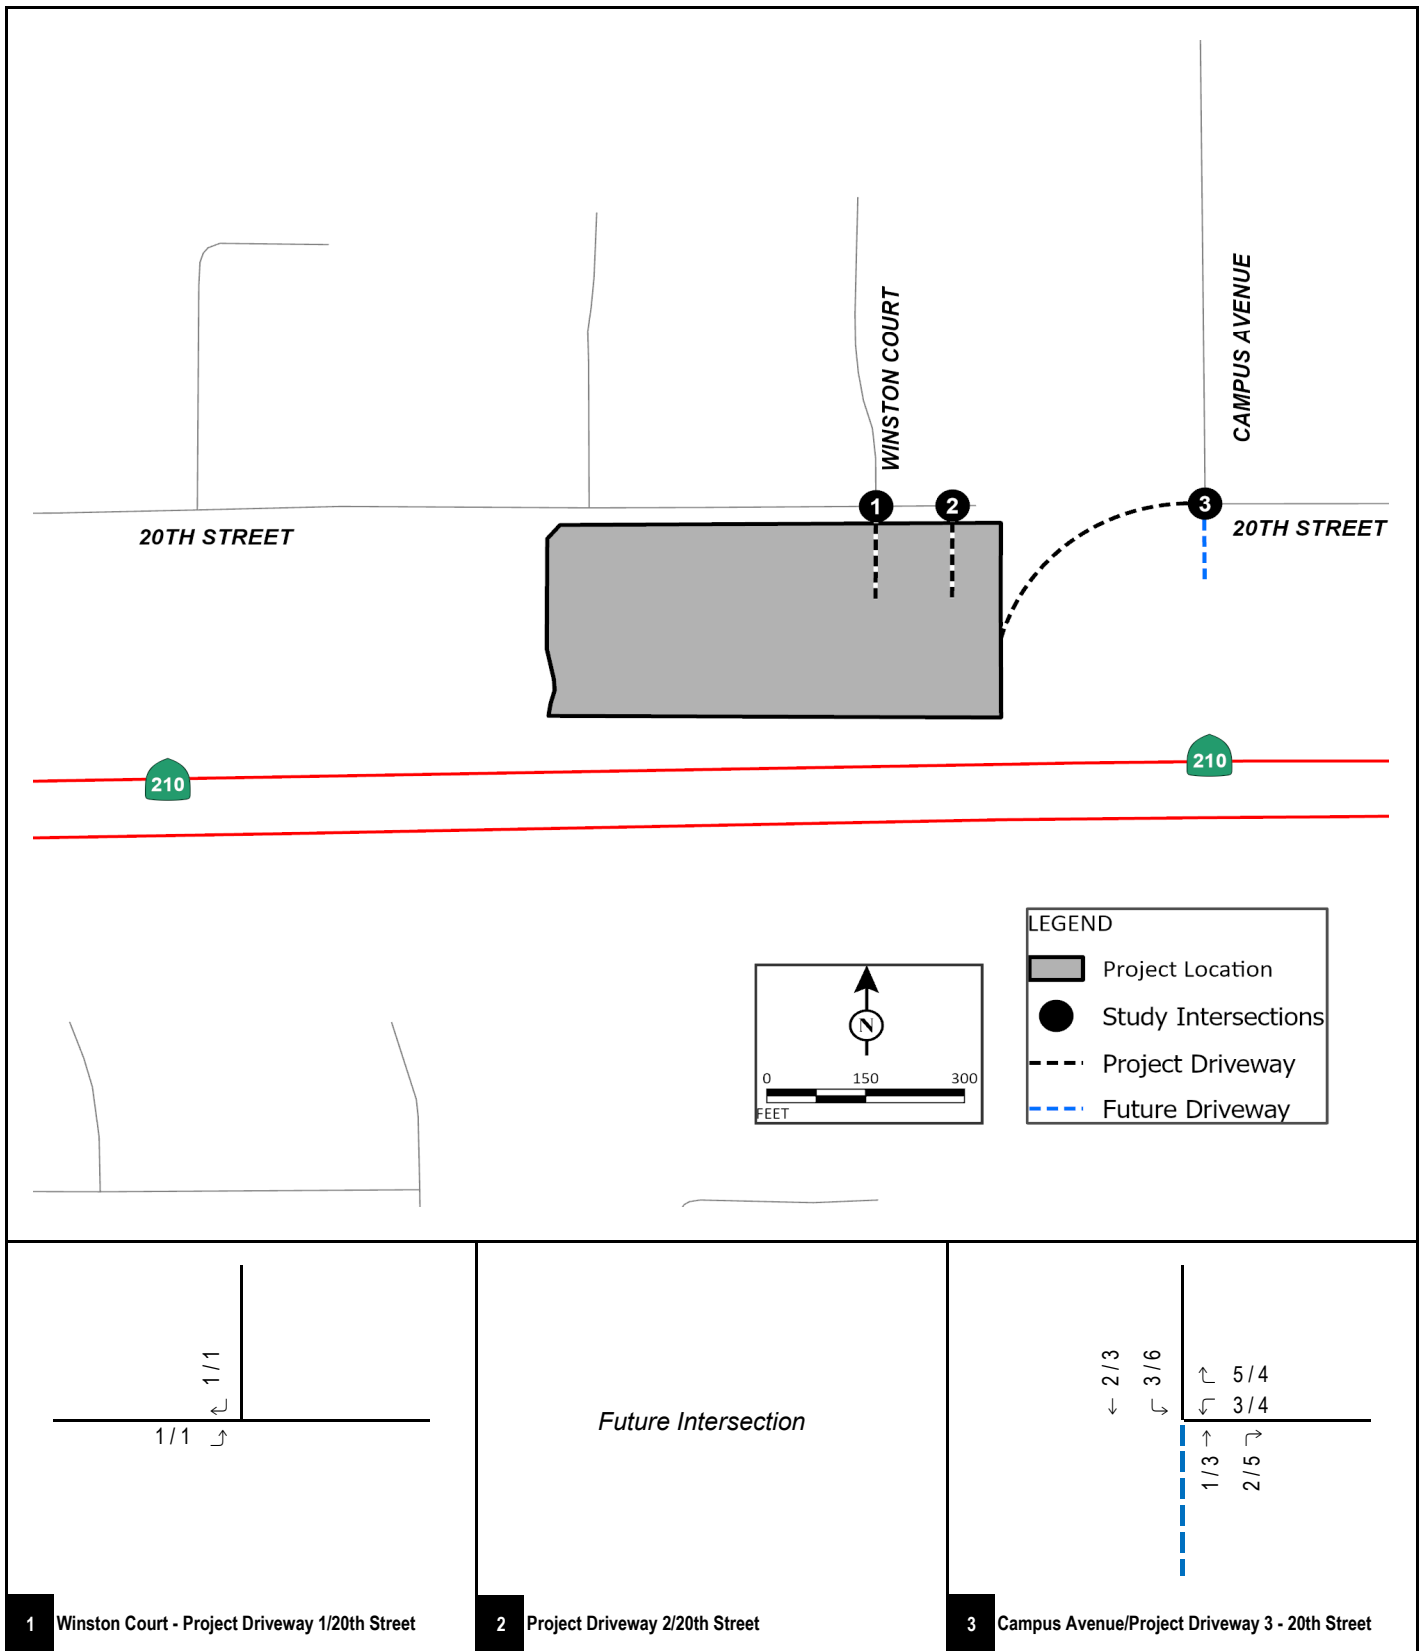 WINSTON COURT
CAMPUS AVENUE
1
2
3
20TH STREET
20TH STREET
210
210
LEGEND
Project Location
Study Intersections
Project Driveway
Future Driveway
N
0 150 300
FEET
1 / 1
1 / 1
Future Intersection
2 / 3
3 / 6
5 / 4
3 / 4
1 / 3
2 / 5
1 Winston Court - Project Driveway 1/20th Street
2 Project Driveway 2/20th Street
3 Campus Avenue/Project Driveway 3 - 20th Street